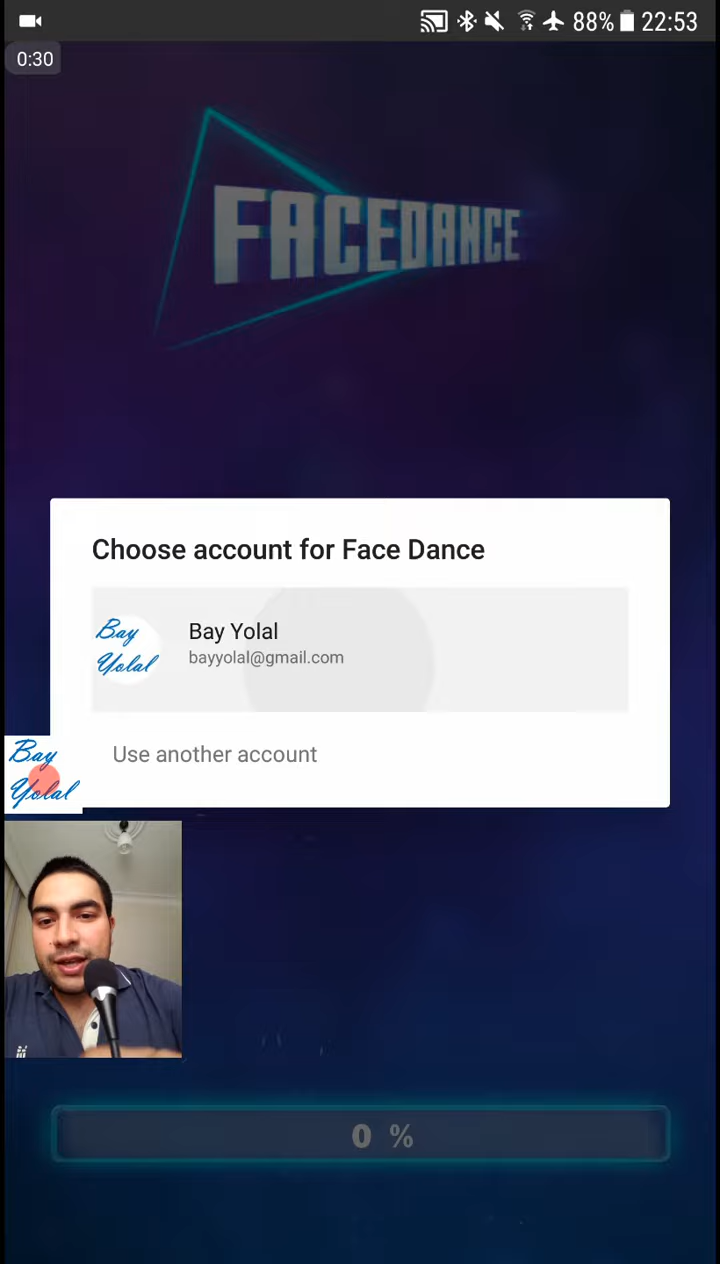 88% 22:53
0:30
FACEDANCE
Choose account for Face Dance
Bay
Yolal
Bay Yolal
bayyolal@gmail.com
Use another account
Bay
Yolal
0 %